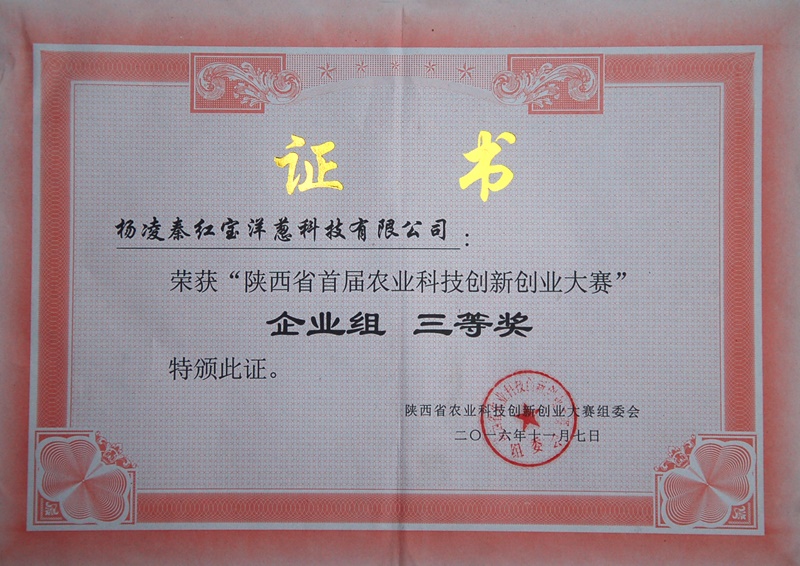 证 书
杨凌秦红宝洋葱科技有限公司：
荣获“陕西省首届农业科技创新创业大赛”
企业组 三等奖
特颁此证。
陕西省农业科技创新创业大赛组委会
二〇一六年十一月七日
组委会